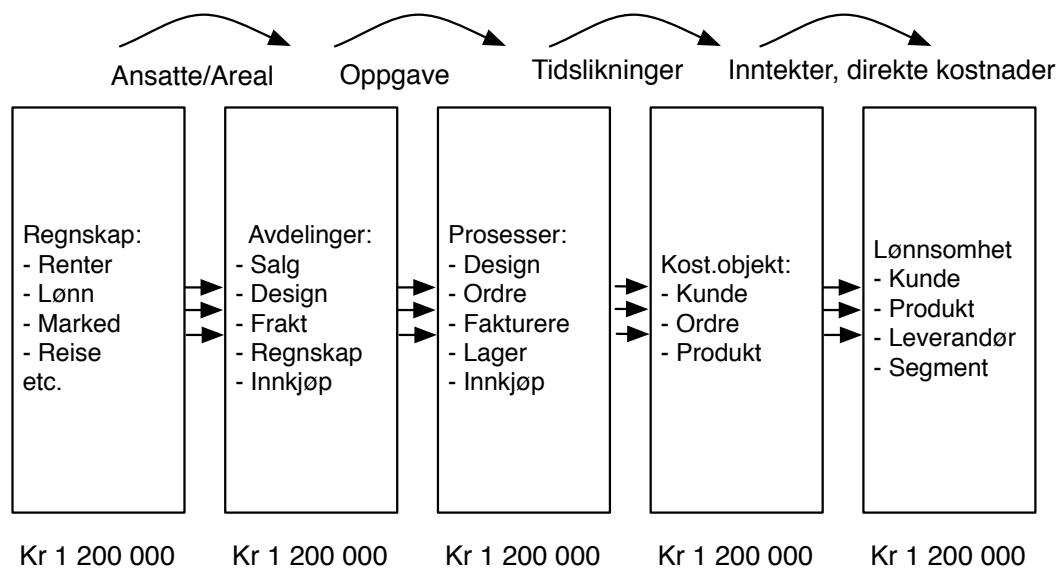 Ansatte/Areal
Oppgave
Tidslikninger
Inntekter, direkte kostnader
Regnskap:
- Renter
- Lønn
- Marked
- Reise
etc.
Avdelinger:
- Salg
- Design
- Frakt
- Regnskap
- Innkjøp
Prosesser:
- Design
- Ordre
- Fakturere
- Lager
- Innkjøp
Kost.objekt:
- Kunde
- Ordre
- Produkt
Lønnsomhet
- Kunde
- Produkt
- Leverandør
- Segment
Kr 1 200 000
Kr 1 200 000
Kr 1 200 000
Kr 1 200 000
Kr 1 200 000